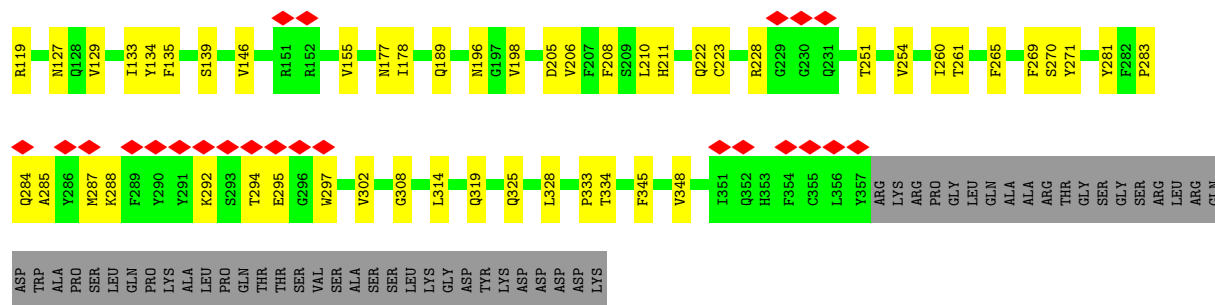 R119 N127 Q128 V129 I133 Y134 F135 S139 V146 R151 R152 V155 N177 I178 Q189 N196 G197 V198 D205 V206 F207 F208 S209 L210 H211 Q222 C223 R228 G229 G230 Q231 T251 V254 I260 T261 F265 F269 S270 Y271 Y281 F282 P283
Q284 A285 Y286 M287 K288 F289 Y290 Y291 K292 S293 T294 E295 G296 W297 V302 G308 L314 Q319 Q325 L328 P333 T334 F345 V348 I351 Q352 H353 F354 C355 L356 Y357 ARG LYS ARG PRO GLY LEU GLN ALA ALA ARG THR GLY SER GLY SER ARG LEU ARG GLN
ASP TRP ALA PRO SER LEU GLN PRO LYS ALA LEU PRO GLN THR THR SER VAL SER ALA SER SER LEU LYS GLY ASP TYR LYS ASP ASP ASP ASP LYS